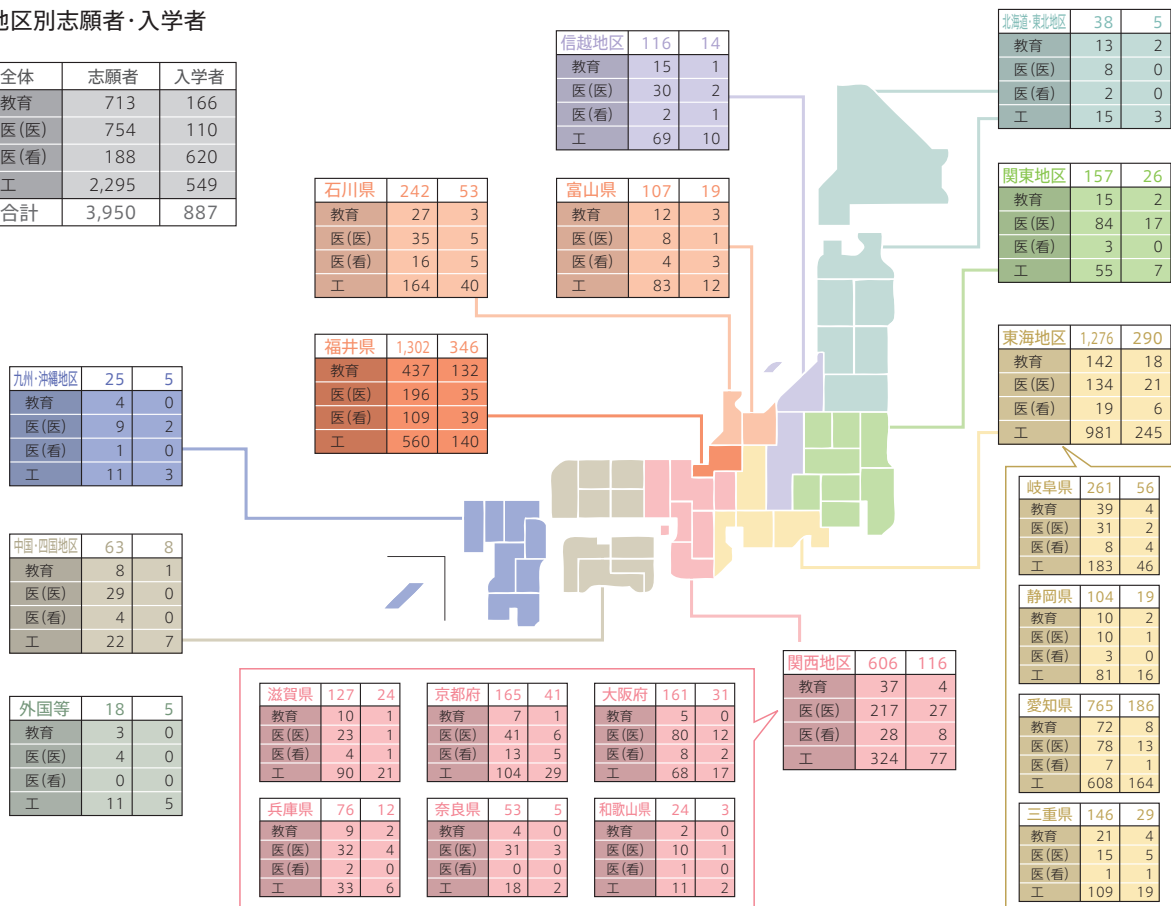 地区別志願者・入学者
全体 志願者 入学者
教育 713 166
医(医) 754 110
医(看) 188 620
工 2,295 549
合計 3,950 887
信越地区 116 14
教育 15 1
医(医) 30 2
医(看) 2 1
工 69 10
北海道・東北地区 38 5
教育 13 2
医(医) 8 0
医(看) 2 0
工 15 3
石川県 242 53
教育 27 3
医(医) 35 5
医(看) 16 5
工 164 40
富山県 107 19
教育 12 3
医(医) 8 1
医(看) 4 3
工 83 12
関東地区 157 26
教育 15 2
医(医) 84 17
医(看) 3 0
工 55 7
福井県 1,302 346
教育 437 132
医(医) 196 35
医(看) 109 39
工 560 140
東海地区 1,276 290
教育 142 18
医(医) 134 21
医(看) 19 6
工 981 245
九州・沖縄地区 25 5
教育 4 0
医(医) 9 2
医(看) 1 0
工 11 3
岐阜県 261 56
教育 39 4
医(医) 31 2
医(看) 8 4
工 183 46
中国・四国地区 63 8
教育 8 1
医(医) 29 0
医(看) 4 0
工 22 7
静岡県 104 19
教育 10 2
医(医) 10 1
医(看) 3 0
工 81 16
関西地区 606 116
教育 37 4
医(医) 217 27
医(看) 28 8
工 324 77
外国等 18 5
教育 3 0
医(医) 4 0
医(看) 0 0
工 11 5
滋賀県 127 24
教育 10 1
医(医) 23 1
医(看) 4 1
工 90 21
京都府 165 41
教育 7 1
医(医) 41 6
医(看) 13 5
工 104 29
大阪府 161 31
教育 5 0
医(医) 80 12
医(看) 8 2
工 68 17
愛知県 765 186
教育 72 8
医(医) 78 13
医(看) 7 1
工 608 164
兵庫県 76 12
教育 9 2
医(医) 32 4
医(看) 2 0
工 33 6
奈良県 53 5
教育 4 0
医(医) 31 3
医(看) 0 0
工 18 2
和歌山県 24 3
教育 2 0
医(医) 10 1
医(看) 1 0
工 11 2
三重県 146 29
教育 21 4
医(医) 15 5
医(看) 1 1
工 109 19